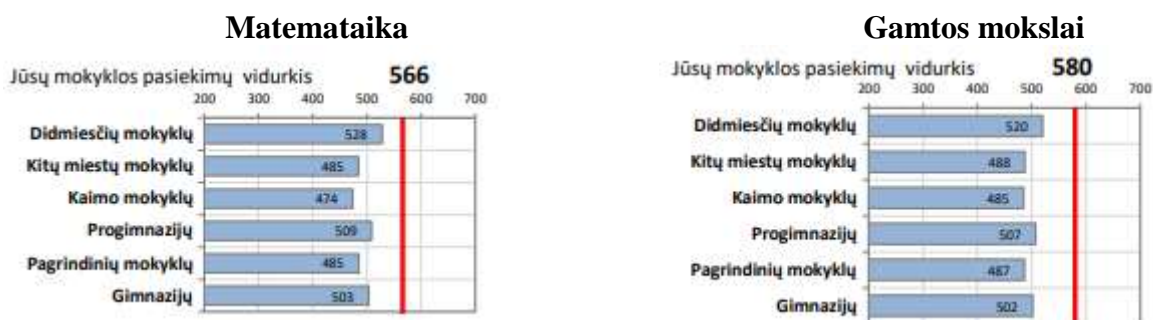 Matemataika
Jūsų mokyklos pasiekimų vidurkis 566
200 300 400 500 600 700
Didmiesčių mokyklų 528
Kitų miestų mokyklų 485
Kaimo mokyklų 474
Progimnazijų 509
Pagrindinių mokyklų 485
Gimnazijų 503
Gamtos mokslai
Jūsų mokyklos pasiekimų vidurkis 580
200 300 400 500 600 700
Didmiesčių mokyklų 520
Kitų miestų mokyklų 488
Kaimo mokyklų 485
Progimnazijų 507
Pagrindinių mokyklų 487
Gimnazijų 502